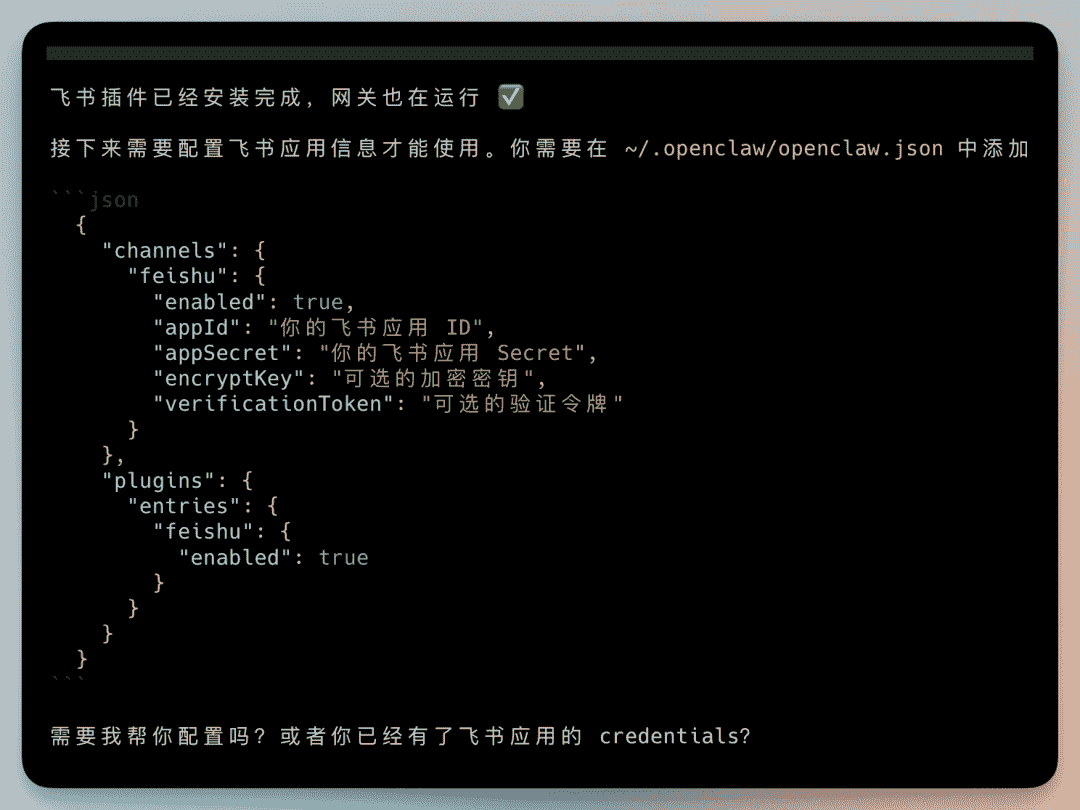 飞书插件已经安装完成，网关也在运行 ✅
接下来需要配置飞书应用信息才能使用。你需要在 ~/.openclaw/openclaw.json 中添加
```json
{
  "channels": {
    "feishu": {
      "enabled": true,
      "appId": "你的飞书应用 ID",
      "appSecret": "你的飞书应用 Secret",
      "encryptKey": "可选的加密密钥",
      "verificationToken": "可选的验证令牌"
    }
  },
  "plugins": {
    "entries": {
      "feishu": {
        "enabled": true
      }
    }
  }
}
```
需要我帮你配置吗？或者你已经有了飞书应用的 credentials？